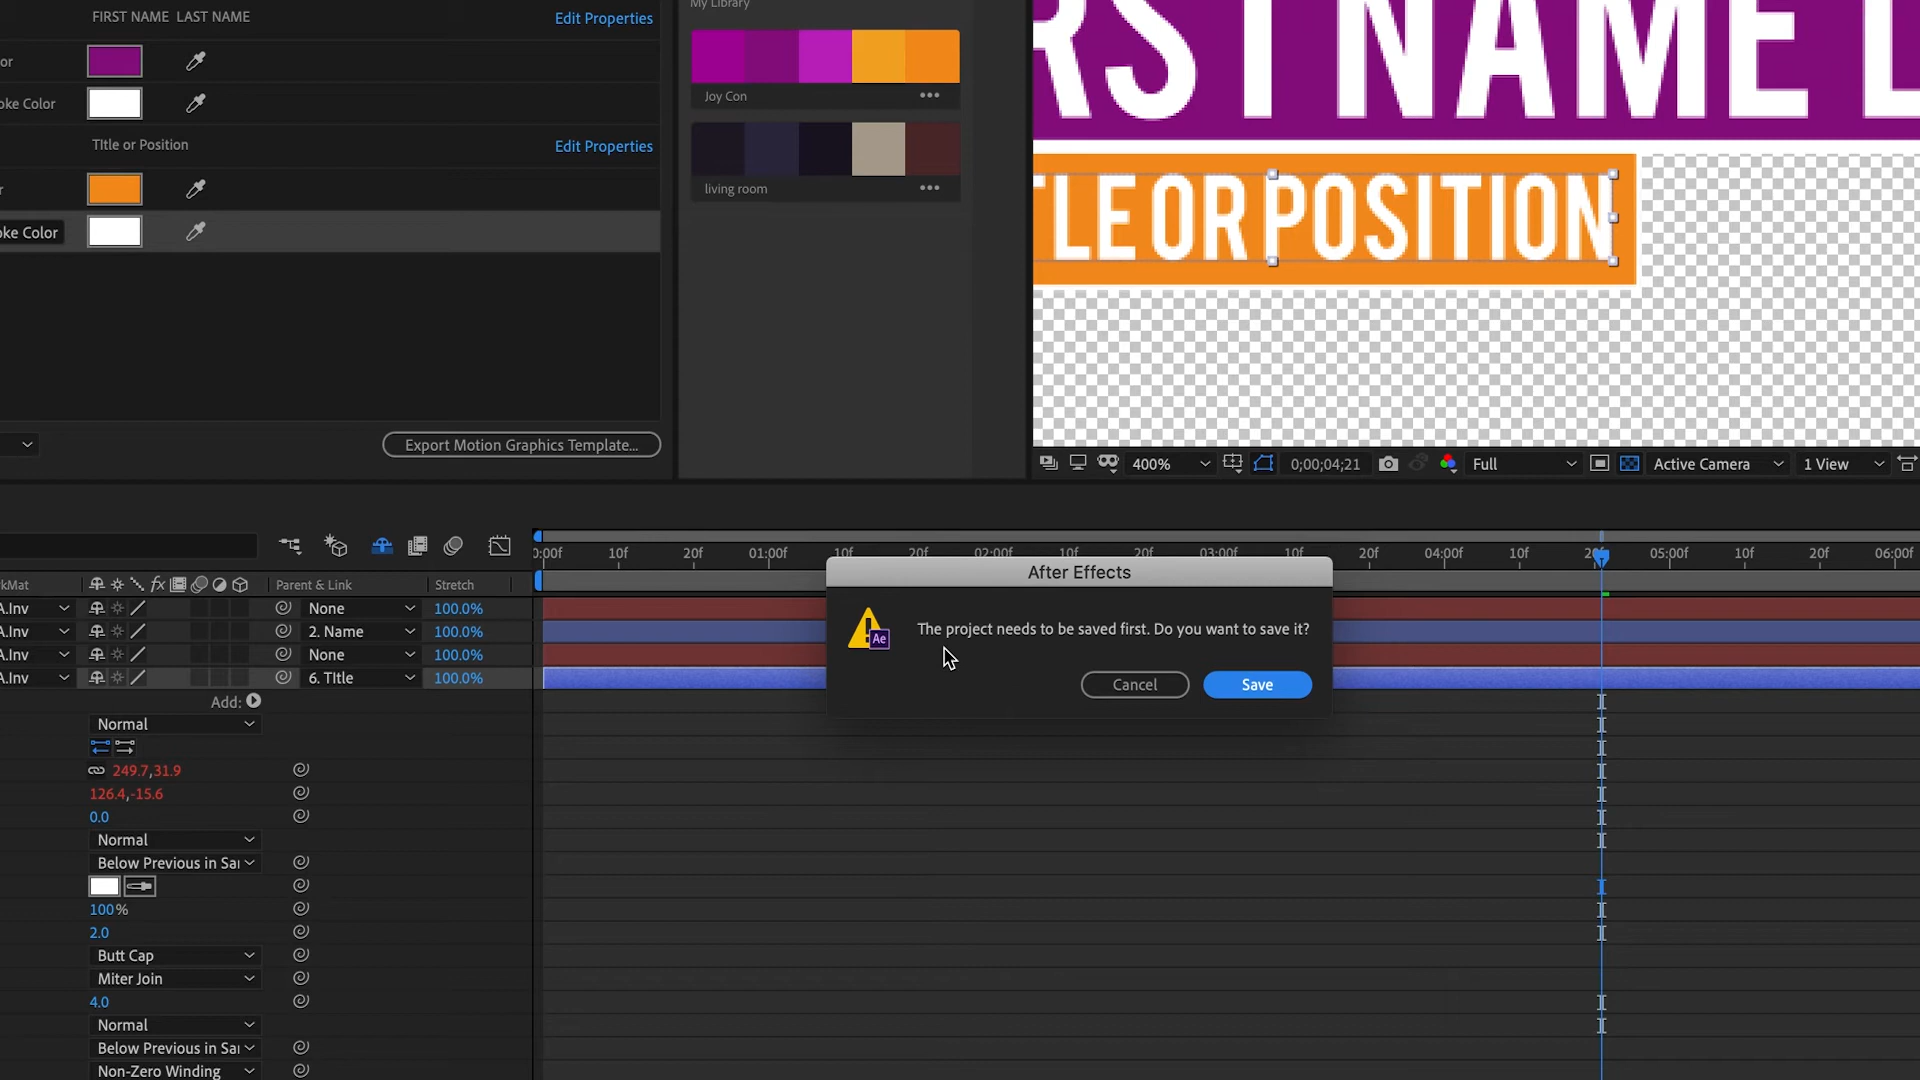 FIRST NAME LAST NAME
Edit Properties
or
oke Color
TItle or Position
Edit Properties
r
oke Color
Export Motion Graphics Template...
My Library
Joy Con
living room
RST NAME L
TLE OR POSITION
400%
0;00;04;21
Full
Active Camera
1 View
0:00f 10f 20f 01:00f 10f 20f 02:00f 10f 20f 03:00f 10f 20f 04:00f 10f 20f 05:00f 10f 20f 06:00f
kMat
fx
Parent & Link
Stretch
A.Inv
None
100.0%
A.Inv
2. Name
100.0%
A.Inv
None
100.0%
A.Inv
6. TItle
100.0%
Add:
Normal
249.7,31.9
126.4,-15.6
0.0
Normal
Below Previous in Sa
100%
2.0
Butt Cap
Miter Join
4.0
Normal
Below Previous in Sa
Non-Zero Winding
After Effects
Ae
The project needs to be saved first. Do you want to save it?
Cancel
Save